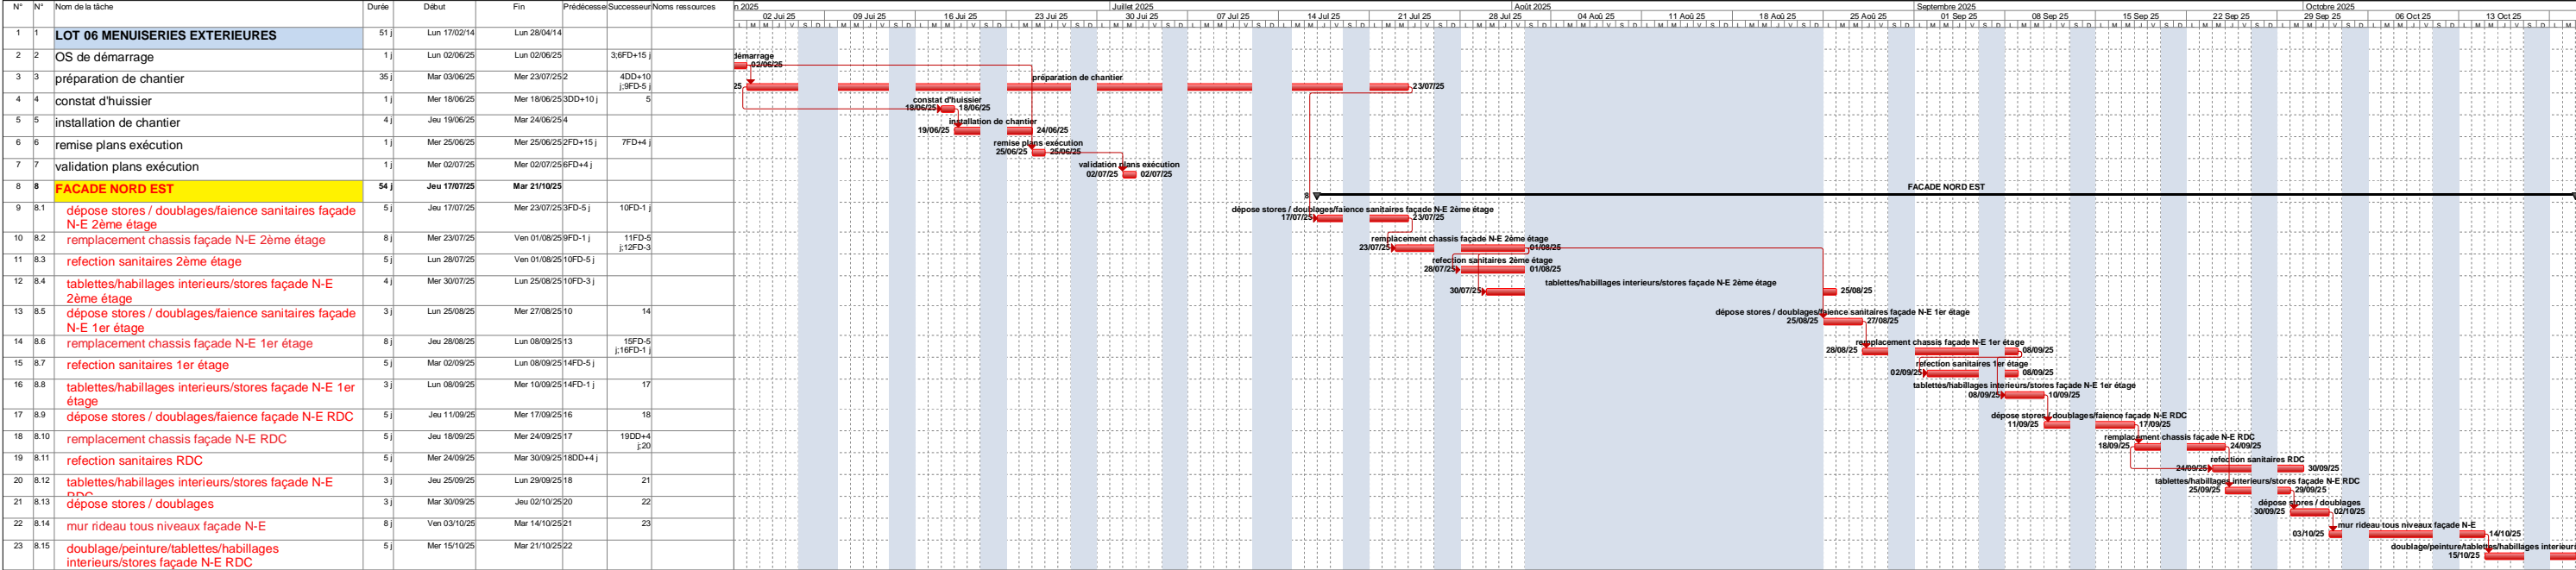 N° N° Nom de la tâche Durée Début Fin Prédécesse Successeur Noms ressources
n 2025 Juillet 2025 Août 2025 Septembre 2025 Octobre 2025
02 Jui 25 09 Jui 25 16 Jui 25 23 Jui 25 30 Jui 25 07 Jul 25 14 Jul 25 21 Jul 25 28 Jul 25 04 Aoû 25 11 Aoû 25 18 Aoû 25 25 Aoû 25 01 Sep 25 08 Sep 25 15 Sep 25 22 Sep 25 29 Sep 25 06 Oct 25 13 Oct 25
1 1 LOT 06 MENUISERIES EXTERIEURES 51 j Lun 17/02/14 Lun 28/04/14
2 2 OS de démarrage 1 j Lun 02/06/25 Lun 02/06/25 3;6FD+15 j
démarrage
02/06/25
3 3 préparation de chantier 35 j Mar 03/06/25 Mer 23/07/25 2 4DD+10
j;9FD-5 j
préparation de chantier
25 23/07/25
4 4 constat d'huissier 1 j Mer 18/06/25 Mer 18/06/25 3DD+10 j 5
constat d'huissier
18/06/25 18/06/25
5 5 installation de chantier 4 j Jeu 19/06/25 Mar 24/06/25 4
installation de chantier
19/06/25 24/06/25
6 6 remise plans exécution 1 j Mer 25/06/25 Mer 25/06/25 2FD+15 j 7FD+4 j
remise plans exécution
25/06/25 25/06/25
7 7 validation plans exécution 1 j Mer 02/07/25 Mer 02/07/25 6FD+4 j
validation plans exécution
02/07/25 02/07/25
8 8 FACADE NORD EST 54 j Jeu 17/07/25 Mar 21/10/25
FACADE NORD EST
8
9 8.1 dépose stores / doublages/faience sanitaires façade
N-E 2ème étage 5 j Jeu 17/07/25 Mer 23/07/25 3FD-5 j 10FD-1 j
dépose stores / doublages/faience sanitaires façade N-E 2ème étage
17/07/25 23/07/25
10 8.2 remplacement chassis façade N-E 2ème étage 8 j Mer 23/07/25 Ven 01/08/25 9FD-1 j 11FD-5
j;12FD-3
remplacement chassis façade N-E 2ème étage
23/07/25 01/08/25
11 8.3 refection sanitaires 2ème étage 5 j Lun 28/07/25 Ven 01/08/25 10FD-5 j
refection sanitaires 2ème étage
28/07/25 01/08/25
12 8.4 tablettes/habillages interieurs/stores façade N-E
2ème étage 4 j Mer 30/07/25 Lun 25/08/25 10FD-3 j
tablettes/habillages interieurs/stores façade N-E 2ème étage
30/07/25 25/08/25
13 8.5 dépose stores / doublages/faience sanitaires façade
N-E 1er étage 3 j Lun 25/08/25 Mer 27/08/25 10 14
dépose stores / doublages/faience sanitaires façade N-E 1er étage
25/08/25 27/08/25
14 8.6 remplacement chassis façade N-E 1er étage 8 j Jeu 28/08/25 Lun 08/09/25 13 15FD-5
j;16FD-1 j
remplacement chassis façade N-E 1er étage
28/08/25 08/09/25
15 8.7 refection sanitaires 1er étage 5 j Mar 02/09/25 Lun 08/09/25 14FD-5 j
refection sanitaires 1er étage
02/09/25 08/09/25
16 8.8 tablettes/habillages interieurs/stores façade N-E 1er
étage 3 j Lun 08/09/25 Mer 10/09/25 14FD-1 j 17
tablettes/habillages interieurs/stores façade N-E 1er étage
08/09/25 10/09/25
17 8.9 dépose stores / doublages/faience façade N-E RDC 5 j Jeu 11/09/25 Mer 17/09/25 16 18
dépose stores / doublages/faience façade N-E RDC
11/09/25 17/09/25
18 8.10 remplacement chassis façade N-E RDC 5 j Jeu 18/09/25 Mer 24/09/25 17 19DD+4
j;20
remplacement chassis façade N-E RDC
18/09/25 24/09/25
19 8.11 refection sanitaires RDC 5 j Mer 24/09/25 Mar 30/09/25 18DD+4 j
refection sanitaires RDC
24/09/25 30/09/25
20 8.12 tablettes/habillages interieurs/stores façade N-E
RDC 3 j Jeu 25/09/25 Lun 29/09/25 18 21
tablettes/habillages interieurs/stores façade N-E RDC
25/09/25 29/09/25
21 8.13 dépose stores / doublages 3 j Mar 30/09/25 Jeu 02/10/25 20 22
dépose stores / doublages
30/09/25 02/10/25
22 8.14 mur rideau tous niveaux façade N-E 8 j Ven 03/10/25 Mar 14/10/25 21 23
mur rideau tous niveaux façade N-E
03/10/25 14/10/25
23 8.15 doublage/peinture/tablettes/habillages
interieurs/stores façade N-E RDC 5 j Mer 15/10/25 Mar 21/10/25 22
doublage/peinture/tablettes/habillages interieurs
15/10/25